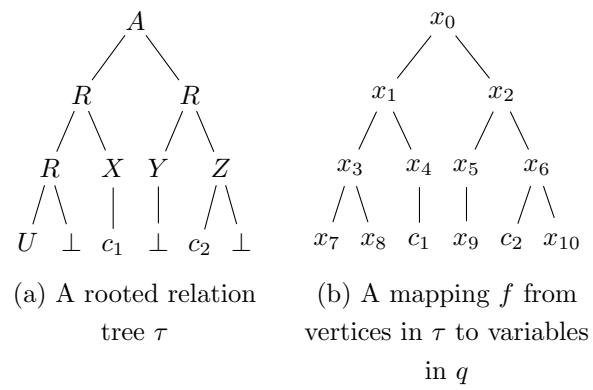 A x₀
R R x₁ x₂
R X Y Z x₃ x₄ x₅ x₆
U ⊥ c₁ ⊥ c₂ ⊥ x₇ x₈ c₁ x₉ c₂ x₁₀
(a) A rooted relation
tree τ
(b) A mapping f from
vertices in τ to variables
in q